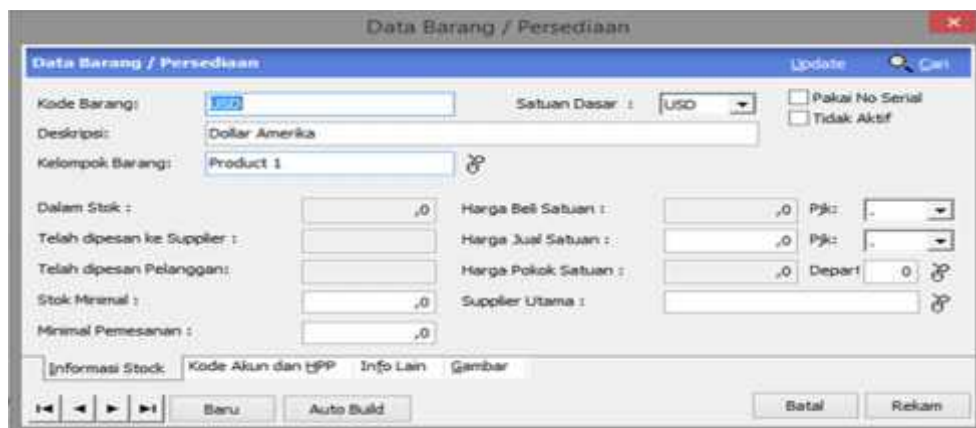 Data Barang / Persediaan
Data Barang / Persediaan Update Cari
Kode Barang: USD Satuan Dasar : USD Pakai No Serial
Tidak Aktif
Deskripsi: Dollar Amerika
Kelompok Barang: Product 1
Dalam Stok : ,0 Harga Beli Satuan : ,0 Pjk: .
Telah dipesan ke Supplier : Harga Jual Satuan : ,0 Pjk: .
Telah dipesan Pelanggan: Harga Pokok Satuan : ,0 Depart 0
Stok Minimal : ,0 Supplier Utama :
Minimal Pemesanan : ,0
Informasi Stock Kode Akun dan HPP Info Lain Gambar
Baru Auto Build Batal Rekam